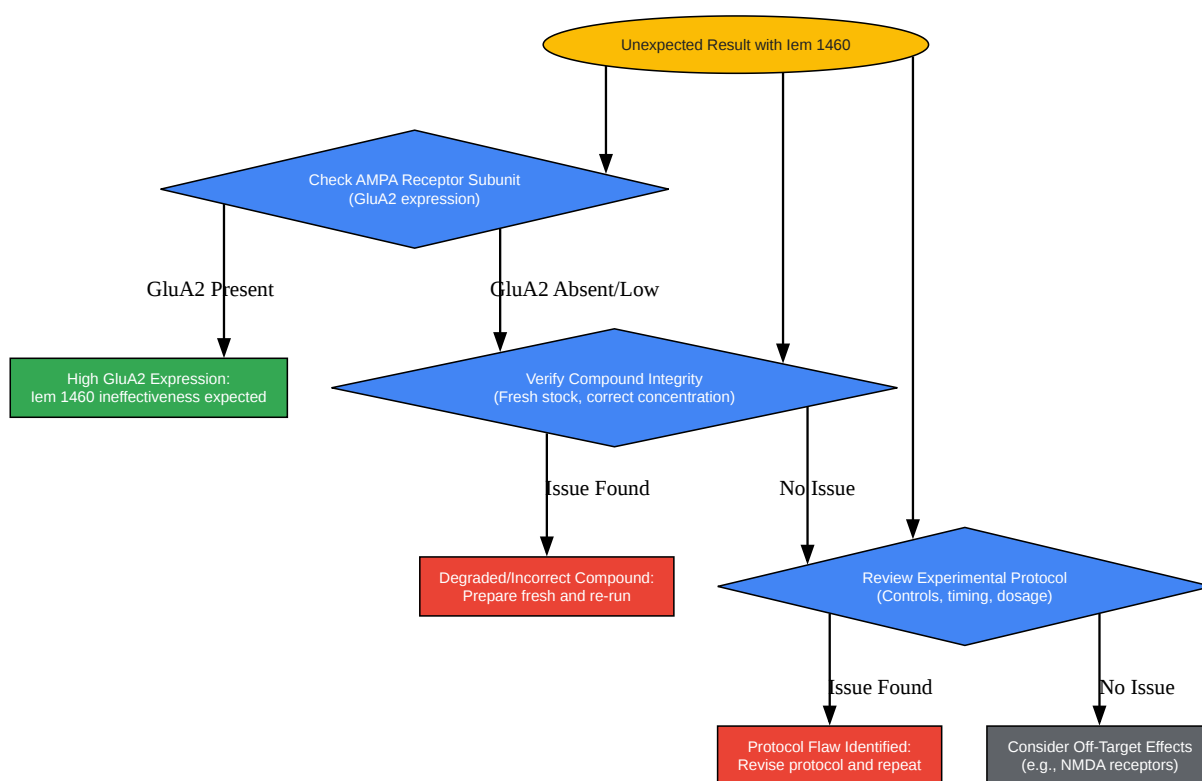 Unexpected Result with Iem 1460
Check AMPA Receptor Subunit
(GluA2 expression)
GluA2 Present
GluA2 Absent/Low
High GluA2 Expression:
Iem 1460 ineffectiveness expected
Verify Compound Integrity
(Fresh stock, correct concentration)
Issue Found
No Issue
Degraded/Incorrect Compound:
Prepare fresh and re-run
Review Experimental Protocol
(Controls, timing, dosage)
Issue Found
No Issue
Protocol Flaw Identified:
Revise protocol and repeat
Consider Off-Target Effects
(e.g., NMDA receptors)